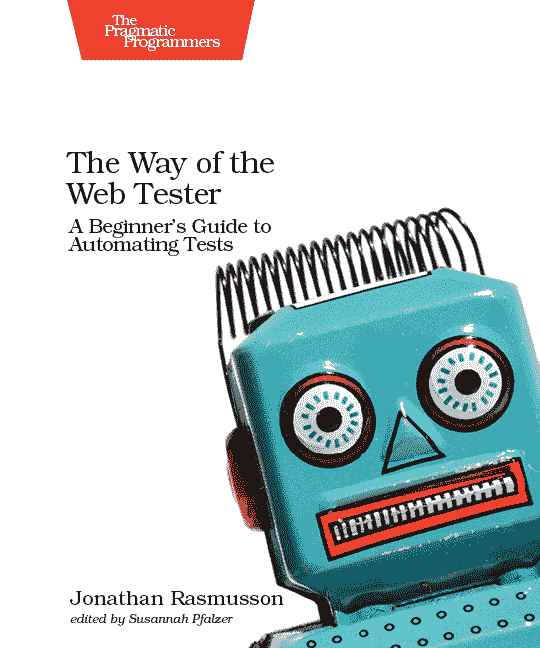 The
Pragmatic
Programmers
The Way of the
Web Tester
A Beginner's Guide to
Automating Tests
Jonathan Rasmusson
edited by Susannah Pfalzer